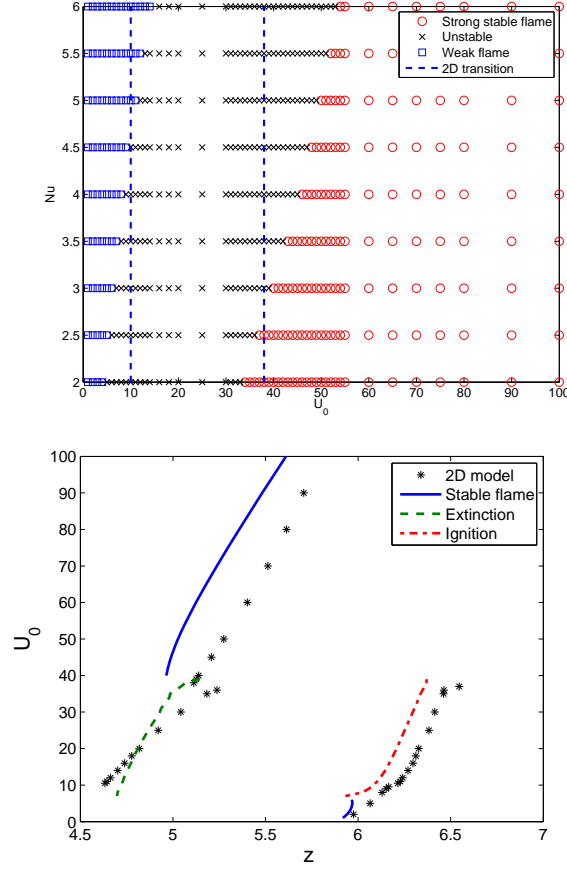 6
5.5
5
4.5
4
3.5
3
2.5
2
Nu
0 10 20 30 40 50 60 70 80 90 100
U0
Strong stable flame
Unstable
Weak flame
2D transition
100
90
80
70
60
50
40
30
20
10
0
U0
4.5 5 5.5 6 6.5 7
z
2D model
Stable flame
Extinction
Ignition